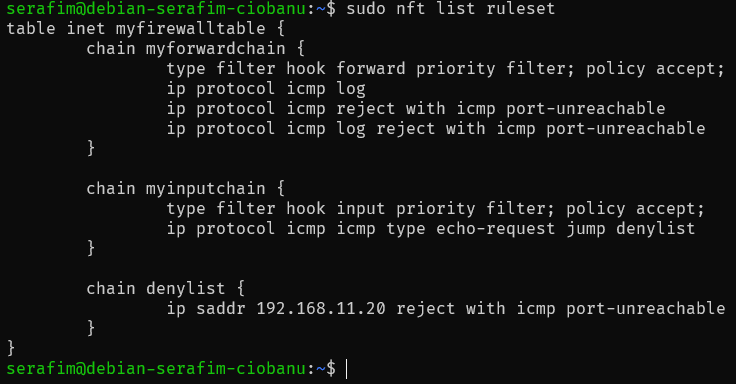 serafim@debian-serafim-ciobanu:~$ sudo nft list ruleset
table inet myfirewalltable {
        chain myforwardchain {
                type filter hook forward priority filter; policy accept;
                ip protocol icmp log
                ip protocol icmp reject with icmp port-unreachable
                ip protocol icmp log reject with icmp port-unreachable
        }

        chain myinputchain {
                type filter hook input priority filter; policy accept;
                ip protocol icmp icmp type echo-request jump denylist
        }

        chain denylist {
                ip saddr 192.168.11.20 reject with icmp port-unreachable
        }
}
serafim@debian-serafim-ciobanu:~$